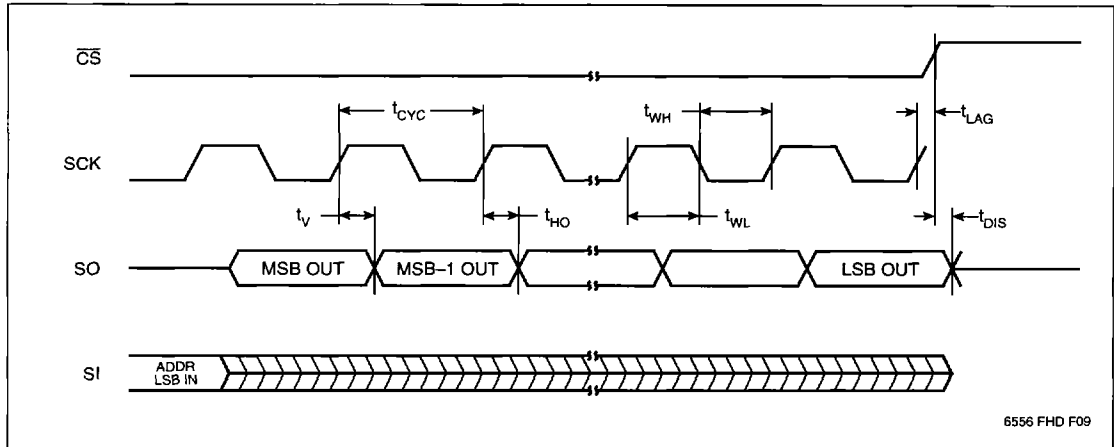 CS
tCYC
tWH
tLAG
SCK
tV
tHO
tWL
tDIS
SO
MSB OUT
MSB–1 OUT
LSB OUT
SI
ADDR
LSB IN
6556 FHD F09